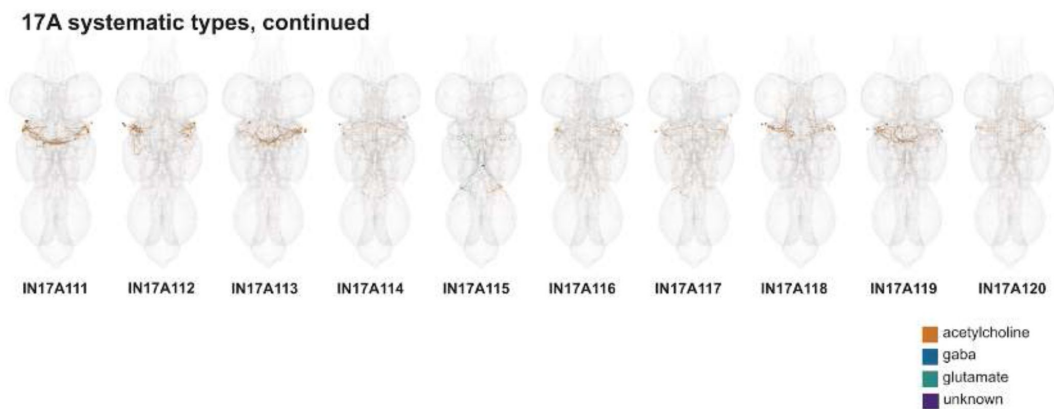 17A systematic types, continued
IN17A111 IN17A112 IN17A113 IN17A114 IN17A115 IN17A116 IN17A117 IN17A118 IN17A119 IN17A120
acetylcholine
gaba
glutamate
unknown